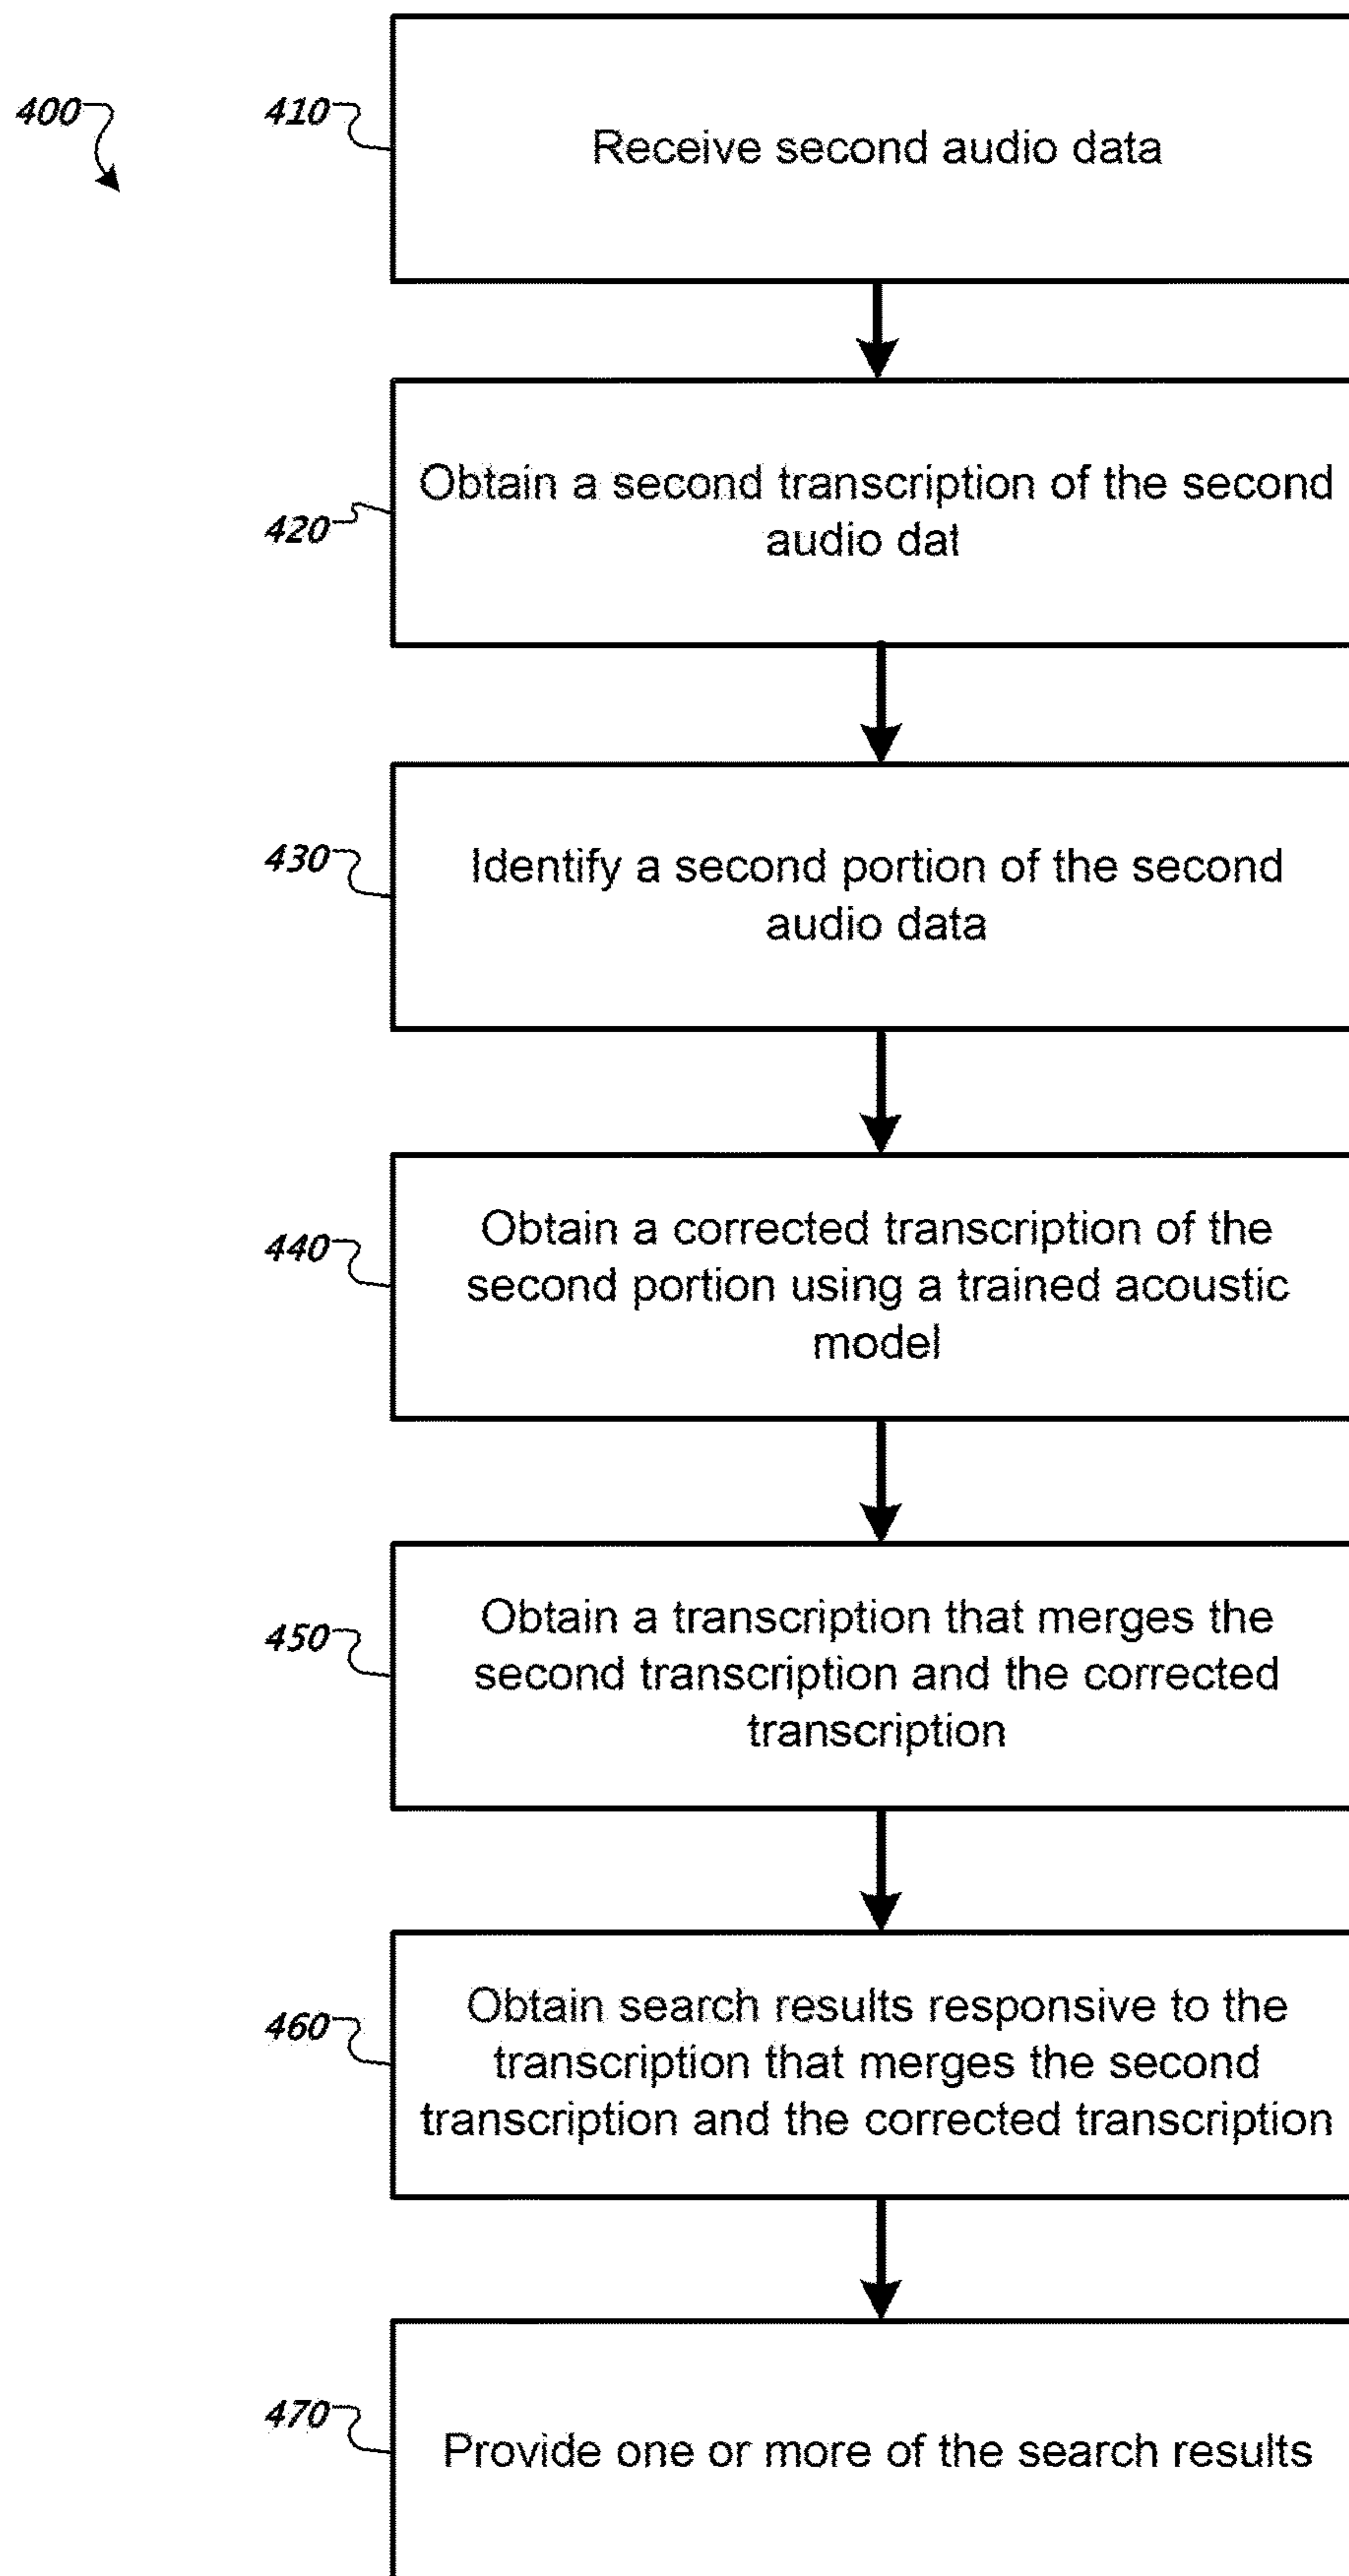 400
410
Receive second audio data
420
Obtain a second transcription of the second
audio dat
430
Identify a second portion of the second
audio data
440
Obtain a corrected transcription of the
second portion using a trained acoustic
model
450
Obtain a transcription that merges the
second transcription and the corrected
transcription
460
Obtain search results responsive to the
transcription that merges the second
transcription and the corrected transcription
470
Provide one or more of the search results